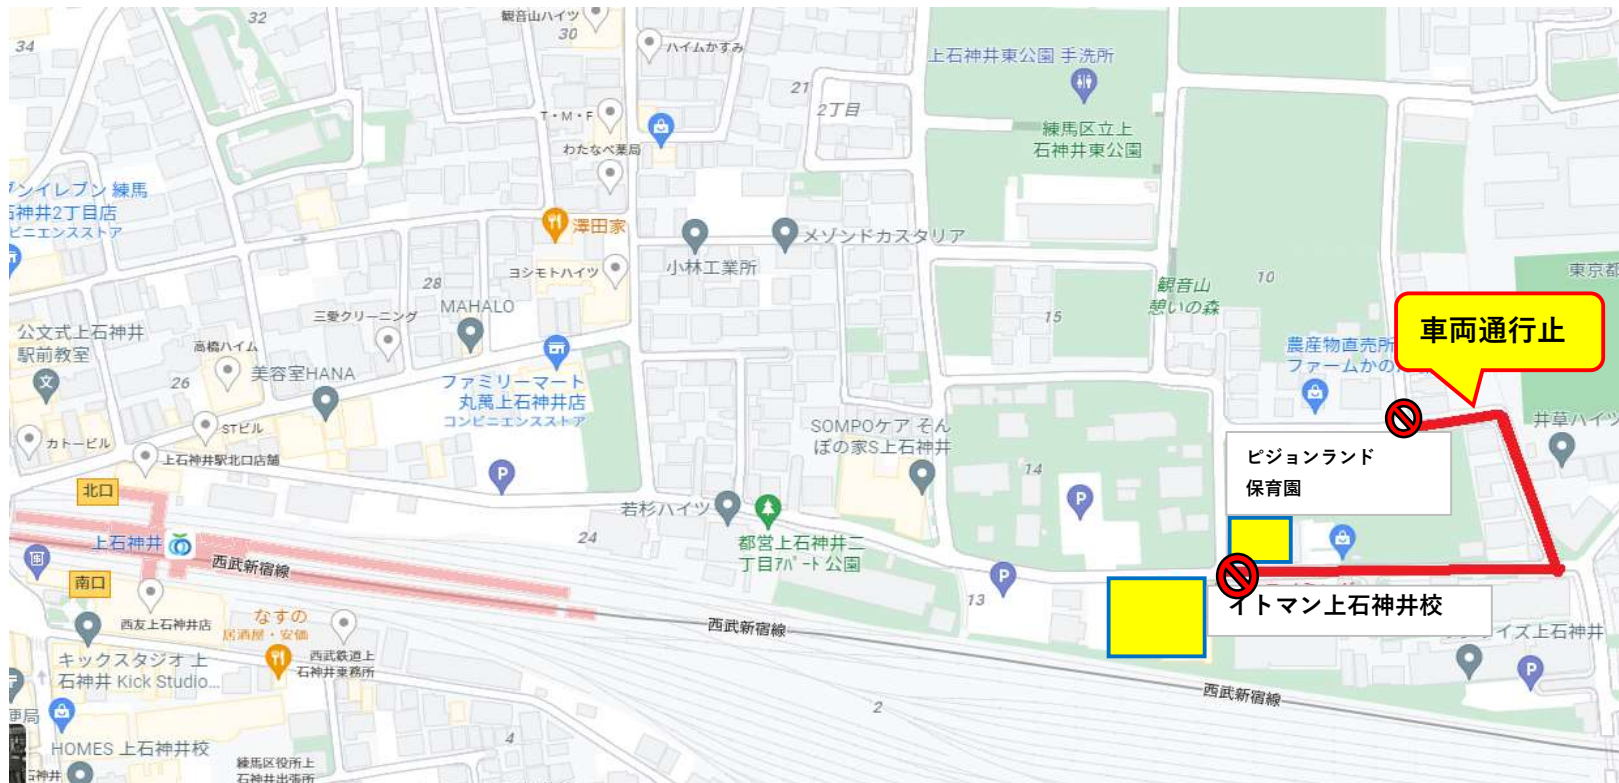 32
34
観音山ハイツ
30
ハイムかすみ
T・M・F
わたなべ薬局
21
2丁目
上石神井東公園 手洗所
練馬区立上
石神井東公園
ブンイレブン 練馬
石神井2丁目店
ビニエンスストア
澤田家
ヨシモトハイツ
小林工業所
メゾンドカスタリア
観音山
憩いの森
10
東京都
28
MAHALO
三愛クリーニング
15
公文式上石神井
駅前教室
高橋ハイム
26
美容室HANA
ファミリーマート
丸萬上石神井店
コンビニエンスストア
農産物直売所
ファームかの
車両通行止
井草ハイツ
カトービル
STビル
上石神井駅北口店舗
P
SOMPOケア そん
ぽの家S上石神井
14
P
ピジョンランド
保育園
北口
上石神井
西武新宿線
南口
若杉ハイツ
24
都営上石神井二
丁目アパート公園
P
13
イトマン上石神井校
イズ上石神井
P
西友上石神井店
なすの
居酒屋・安価
西武鉄道上
石神井乗務所
西武新宿線
西武新宿線
キックスタジオ 上
石神井 Kick Studio...
2
4
便局
HOMES 上石神井校
練馬区役所上
石神井出張所
石神井